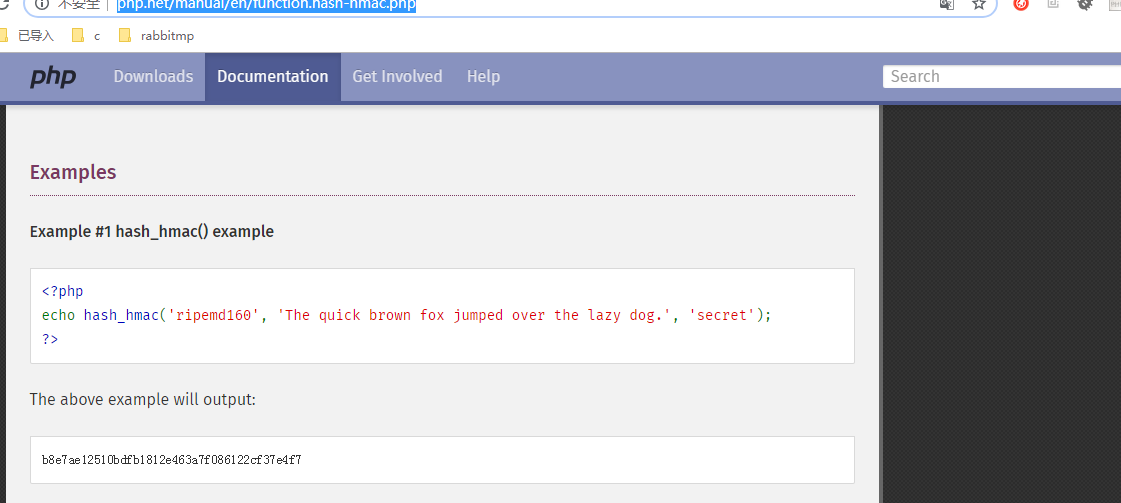 不安全 php.net/manual/en/function.hash-hmac.php
已导入 c rabbitmp
php Downloads Documentation Get Involved Help Search
Examples
Example #1 hash_hmac() example
<?php
echo hash_hmac('ripemd160', 'The quick brown fox jumped over the lazy dog.', 'secret');
?>
The above example will output:
b8e7ae12510bdfb1812e463a7f086122cf37e4f7